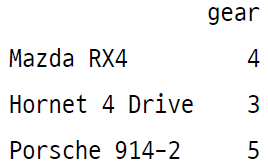 gear
Mazda RX4 4
Hornet 4 Drive 3
Porsche 914-2 5